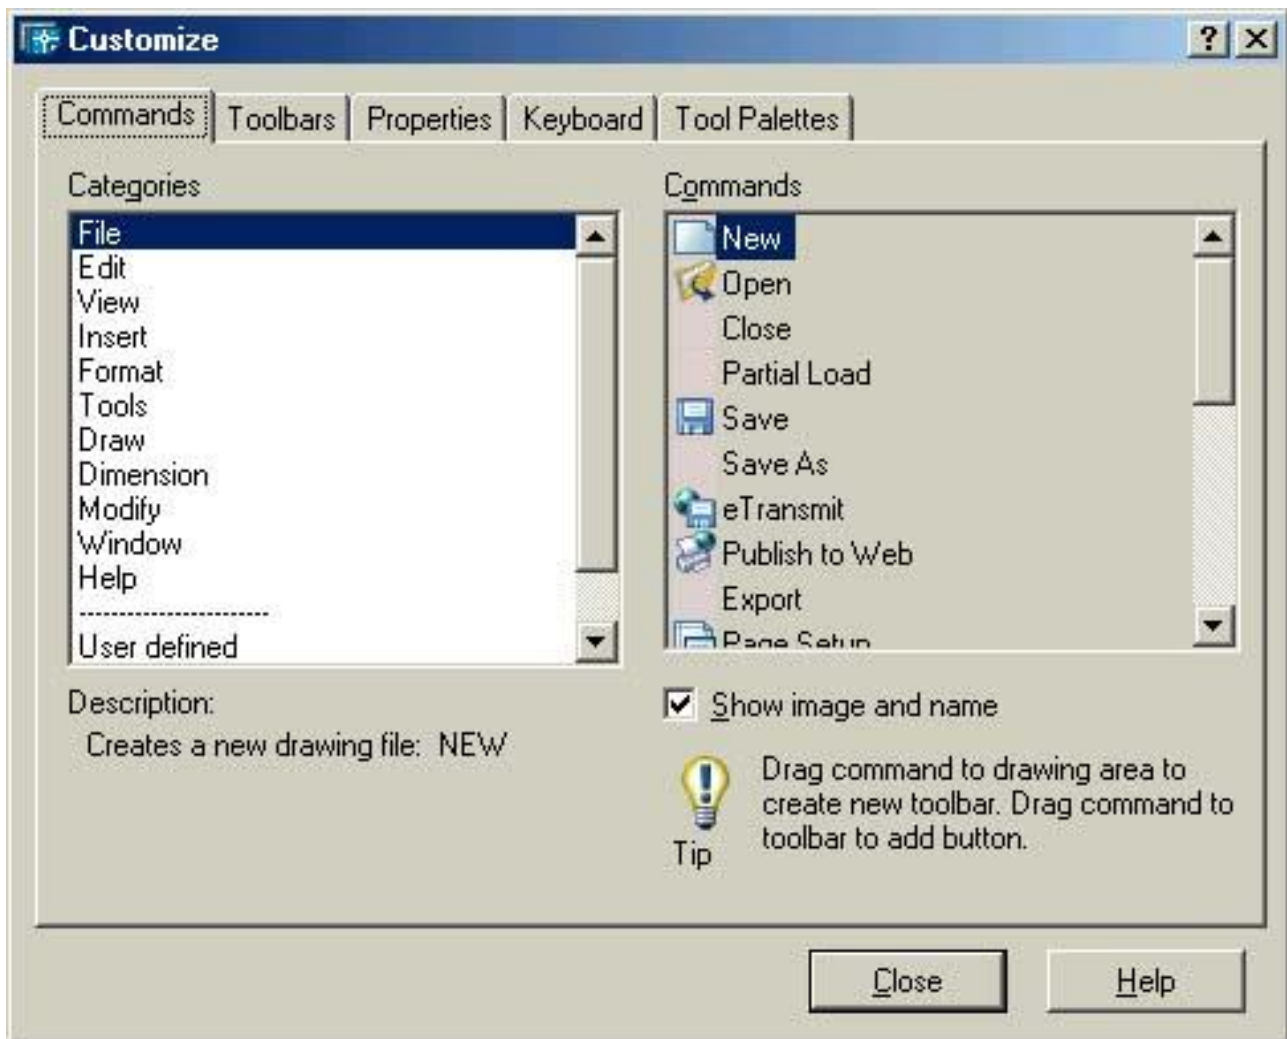 Customize
Commands
Toolbars
Properties
Keyboard
Tool Palettes
Categories
File
Edit
View
Insert
Format
Tools
Draw
Dimension
Modify
Window
Help
-----------------------
User defined
Commands
New
Open
Close
Partial Load
Save
Save As
eTransmit
Publish to Web
Export
Page Setup
Description:
Creates a new drawing file: NEW
Show image and name
Tip
Drag command to drawing area to
create new toolbar. Drag command to
toolbar to add button.
Close
Help